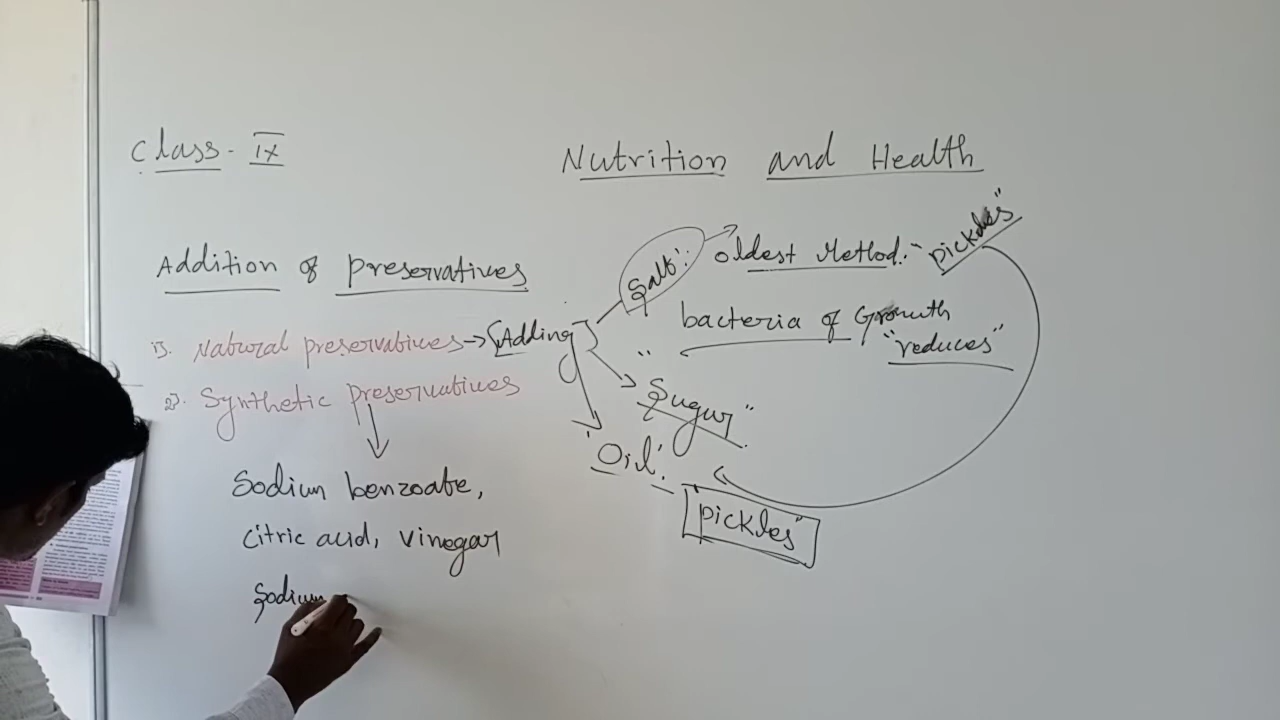 Class - IX
Nutrition and Health
Addition of preservatives
1). Natural preservatives → [Adding]
"Salt":
oldest Method. - "pickles"
bacteria of Growth
"reduces"
"Sugar"
'Oil'.
"pickles"
2). Synthetic preservatives
Sodium benzoate,
Citric acid, vinegar
Sodium